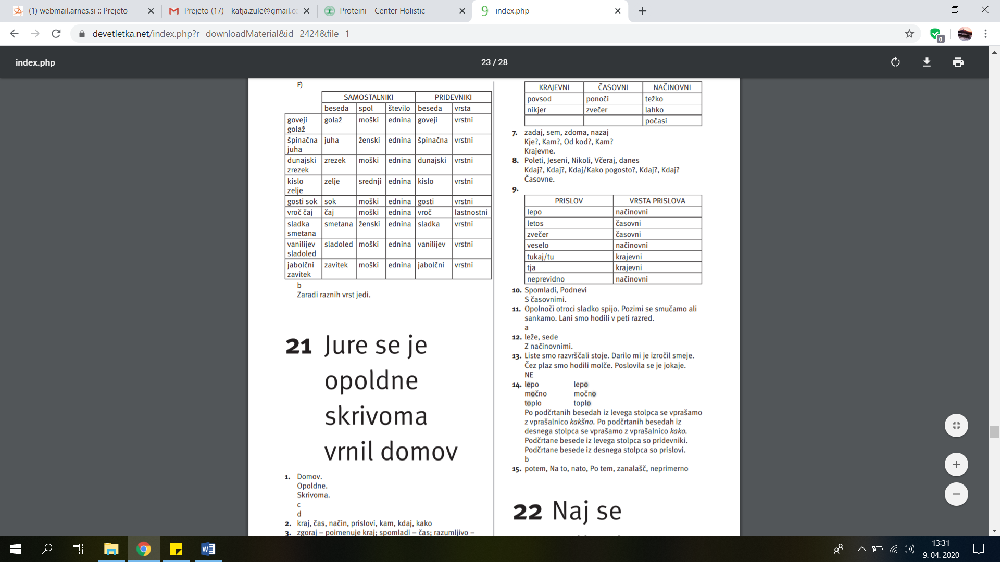 (1) webmail.arnes.si :: Prejeto
Prejeto (17) - katja.zule@gmail.cc
Proteini – Center Holistic
index.php
devetletka.net/index.php?r=downloadMaterial&id=2424&file=1
0
index.php
23 / 28
F)
SAMOSTALNIKI PRIDEVNIKI
beseda spol število beseda vrsta
goveji golaž moški ednina goveji vrstni
golaž
špinačna juha ženski ednina špinačna vrstni
juha
dunajski zrezek moški ednina dunajski vrstni
zrezek
kislo zelje srednji ednina kislo vrstni
zelje
gosti sok sok moški ednina gosti vrstni
vroč čaj čaj moški ednina vroč lastnostni
sladka smetana ženski ednina sladka vrstni
smetana
vanilijev sladoled moški ednina vanilijev vrstni
sladoled
jabolčni zavitek moški ednina jabolčni vrstni
zavitek
b
Zaradi raznih vrst jedi.
21 Jure se je
opoldne
skrivoma
vrnil domov
1. Domov.
Opoldne.
Skrivoma.
c
d
2. kraj, čas, način, prislovi, kam, kdaj, kako
3. zgoraj – poimenuje kraj; spomladi – čas; razumljivo –
KRAJEVNI ČASOVNI NAČINOVNI
povsod ponoči težko
nikjer zvečer lahko
počasi
7. zadaj, sem, zdoma, nazaj
Kje?, Kam?, Od kod?, Kam?
Krajevne.
8. Poleti, Jeseni, Nikoli, Včeraj, danes
Kdaj?, Kdaj?, Kdaj/Kako pogosto?, Kdaj?, Kdaj?
Časovne.
9.
PRISLOV VRSTA PRISLOVA
lepo načinovni
letos časovni
zvečer časovni
veselo načinovni
tukaj/tu krajevni
tja krajevni
neprevidno načinovni
10. Spomladi, Podnevi
S časovnimi.
11. Opolnoči otroci sladko spijo. Pozimi se smučamo ali
sankamo. Lani smo hodili v peti razred.
a
12. leže, sede
Z načinovnimi.
13. Liste smo razvrščali stoje. Darilo mi je izročil smeje.
Čez plaz smo hodili molče. Poslovila se je jokaje.
NE
14. lepo lepo
močno močno
toplo toplo
Po podčrtanih besedah iz levega stolpca se vprašamo
z vprašalnico kakšno. Po podčrtanih besedah iz
desnega stolpca se vprašamo z vprašalnico kako.
Podčrtane besede iz levega stolpca so pridevniki.
Podčrtane besede iz desnega stolpca so prislovi.
b
15. potem, Na to, nato, Po tem, zanalašč, neprimerno
22 Naj se
13:31
9. 04. 2020